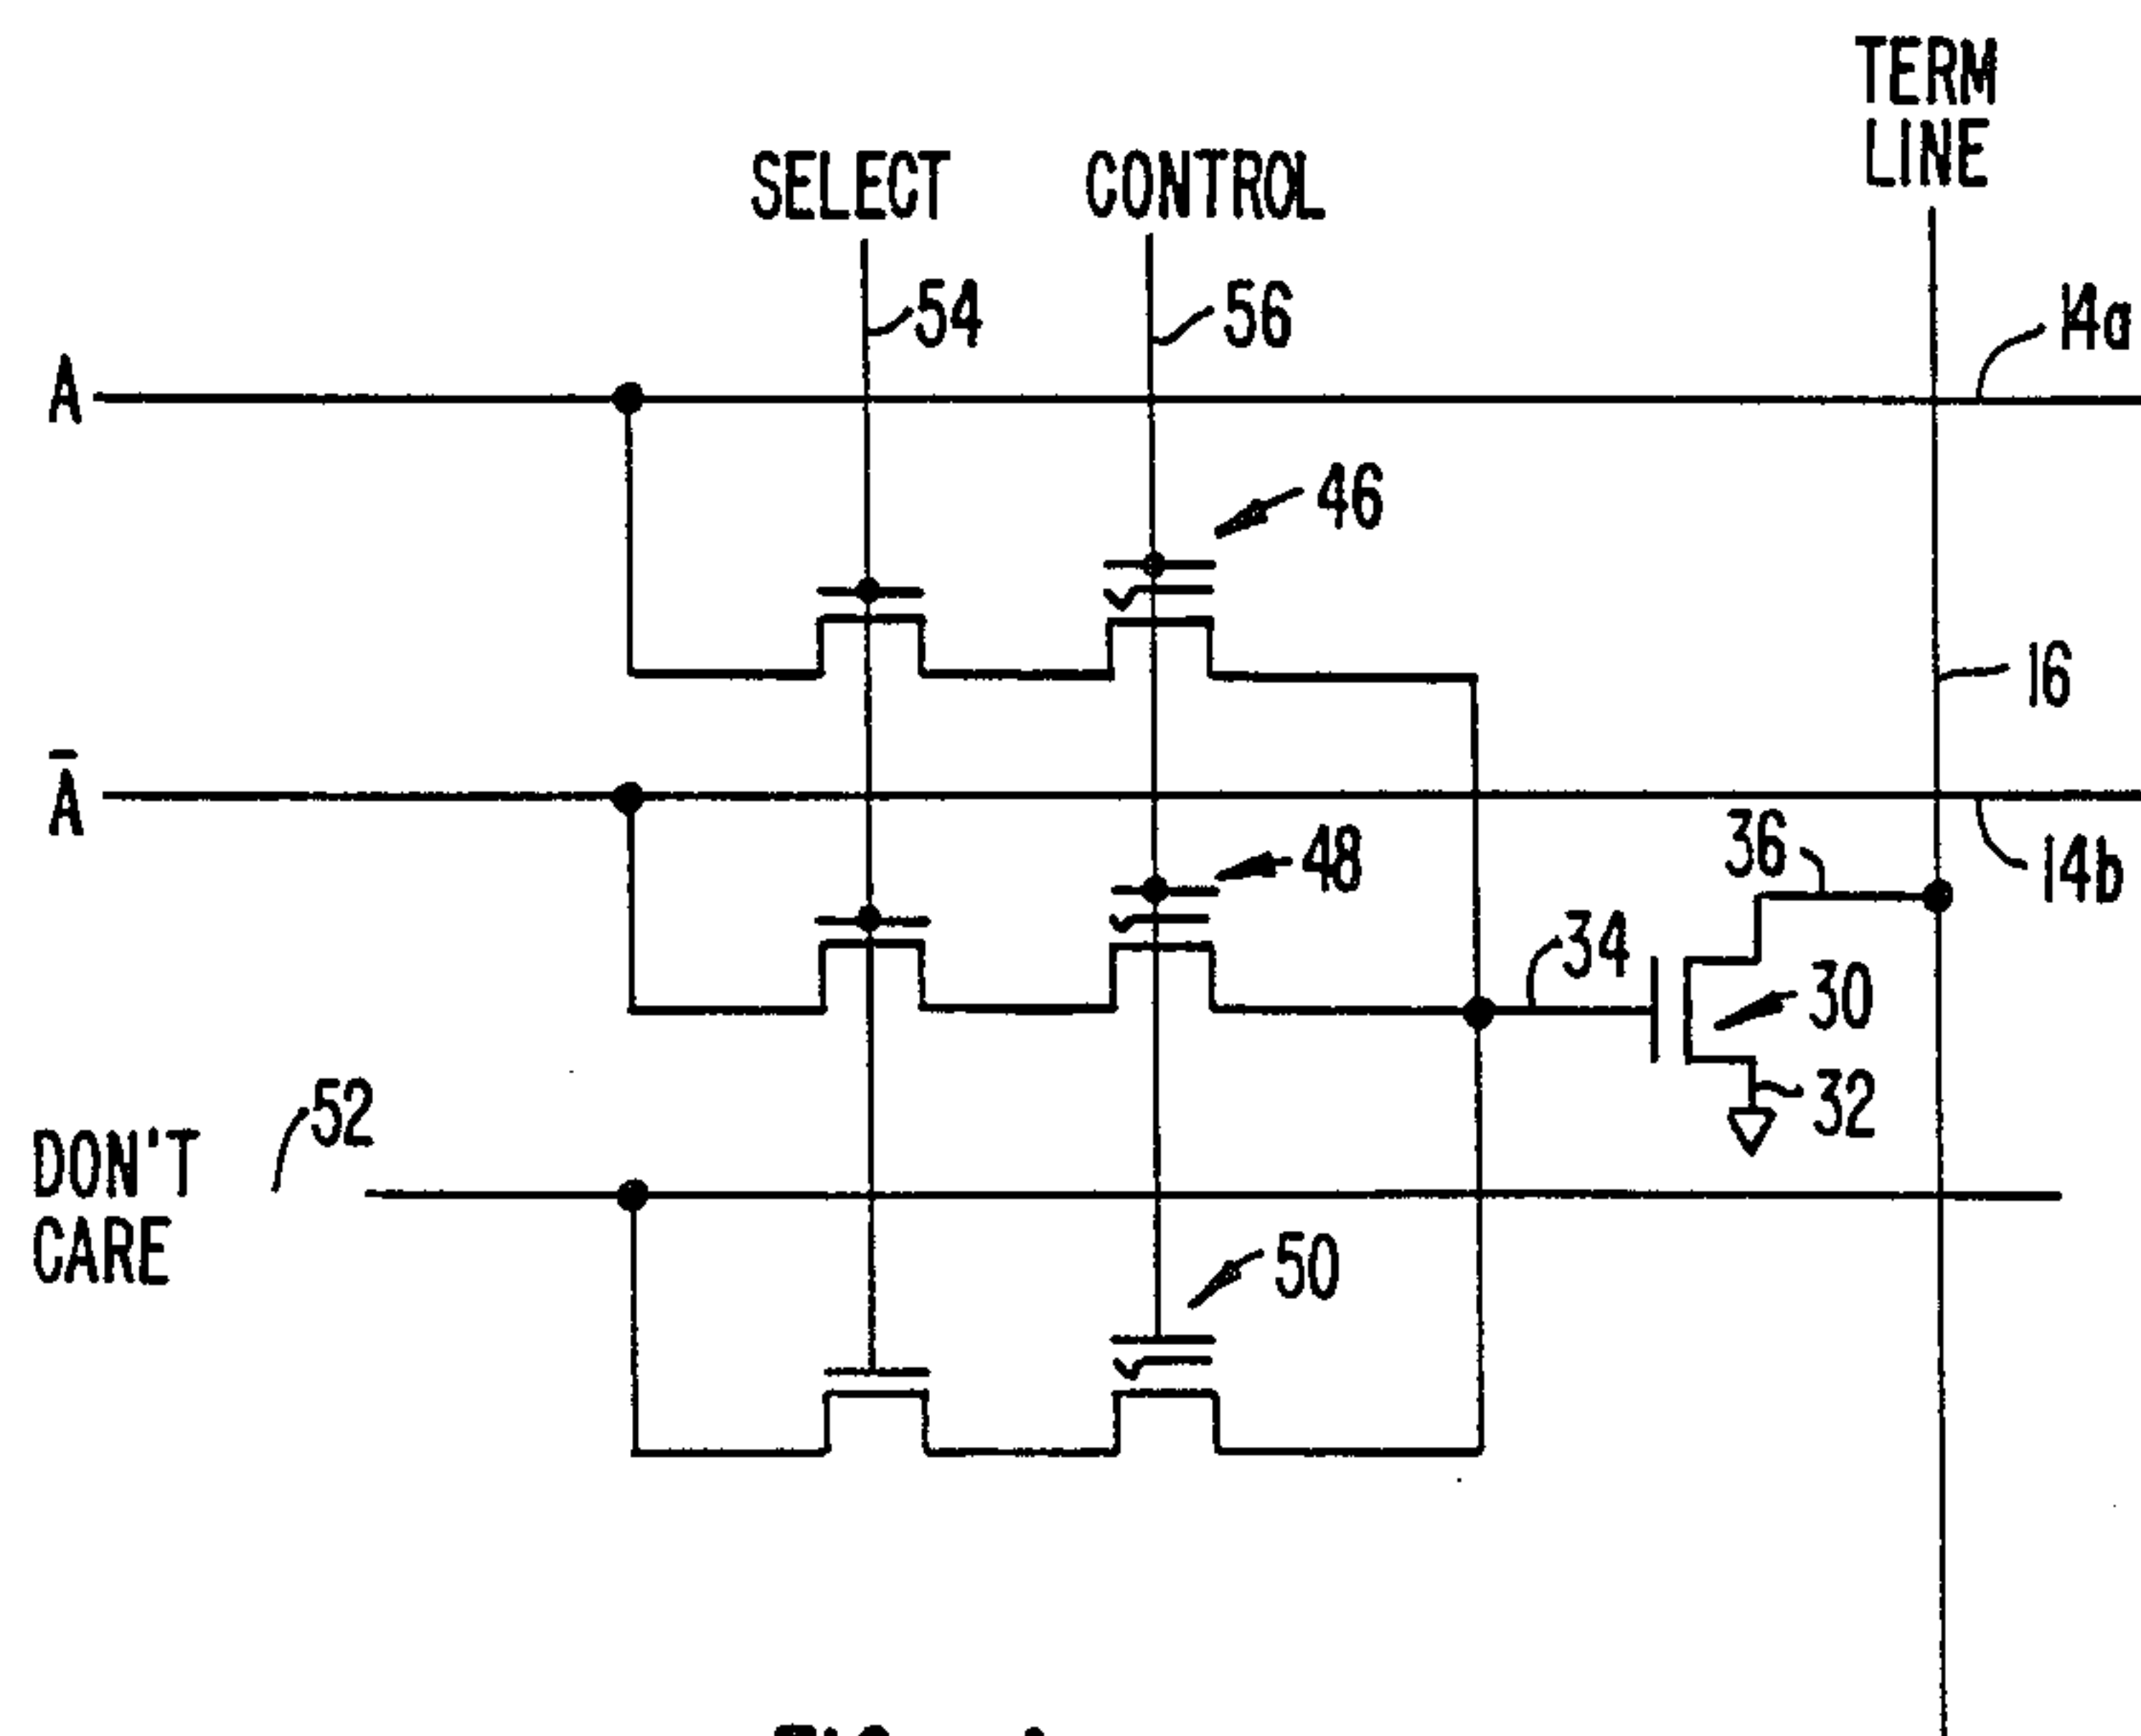 TERM
LINE
SELECT
CONTROL
54
56
14a
A
46
16
Ā
48
36
14b
34
30
52
32
DON'T
CARE
50